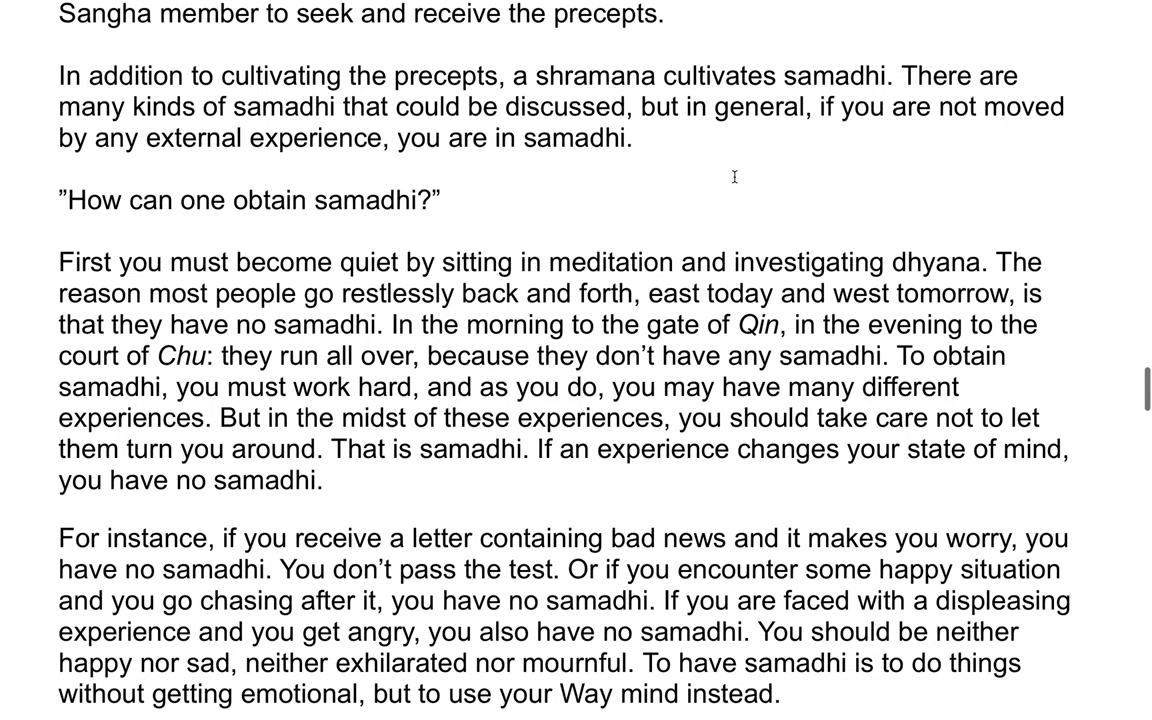 Sangha member to seek and receive the precepts.
In addition to cultivating the precepts, a shramana cultivates samadhi. There are
many kinds of samadhi that could be discussed, but in general, if you are not moved
by any external experience, you are in samadhi.
”How can one obtain samadhi?”
First you must become quiet by sitting in meditation and investigating dhyana. The
reason most people go restlessly back and forth, east today and west tomorrow, is
that they have no samadhi. In the morning to the gate of Qin, in the evening to the
court of Chu: they run all over, because they don’t have any samadhi. To obtain
samadhi, you must work hard, and as you do, you may have many different
experiences. But in the midst of these experiences, you should take care not to let
them turn you around. That is samadhi. If an experience changes your state of mind,
you have no samadhi.
For instance, if you receive a letter containing bad news and it makes you worry, you
have no samadhi. You don’t pass the test. Or if you encounter some happy situation
and you go chasing after it, you have no samadhi. If you are faced with a displeasing
experience and you get angry, you also have no samadhi. You should be neither
happy nor sad, neither exhilarated nor mournful. To have samadhi is to do things
without getting emotional, but to use your Way mind instead.